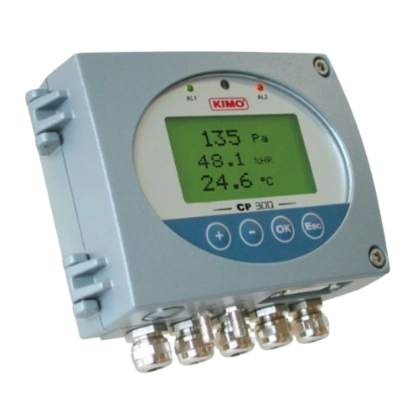 AL1 AL2
KIMO
135 Pa
48.1 %HR
24.6 °C
CP 300
+ - OK Esc